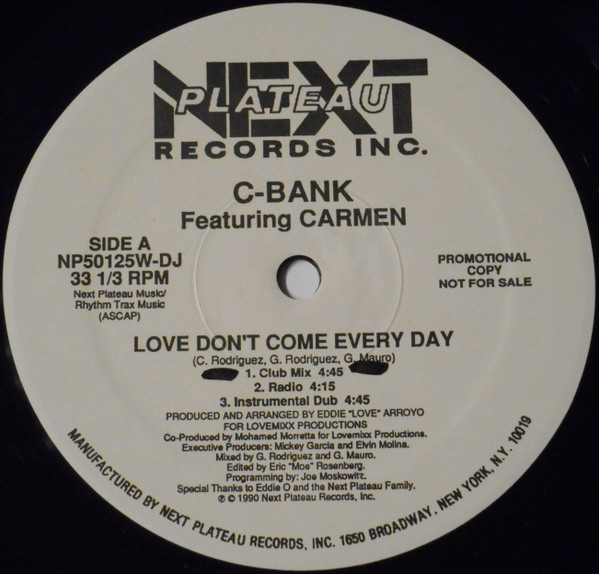 NEXT
PLATEAU
RECORDS INC.
C-BANK
Featuring CARMEN
SIDE A
NP50125W-DJ
33 1/3 RPM
Next Plateau Music/
Rhythm Trax Music
(ASCAP)
PROMOTIONAL
COPY
NOT FOR SALE
LOVE DON'T COME EVERY DAY
(C. Rodriguez, G. Rodriguez, G. Mauro)
1. Club Mix 4:45
2. Radio 4:15
3. Instrumental Dub 4:45
PRODUCED AND ARRANGED BY EDDIE "LOVE" ARROYO
FOR LOVEMIXX PRODUCTIONS
Co-Produced by Mohamed Morretta for Lovemixx Productions.
Executive Producers: Mickey Garcia and Elvin Molina.
Mixed by G. Rodriguez and G. Mauro.
Edited by Eric "Moe" Rosenberg.
Programming by: Joe Moskowitz.
Special Thanks to Eddie O and the Next Plateau Family.
℗ © 1990 Next Plateau Records, Inc.
MANUFACTURED BY NEXT PLATEAU RECORDS, INC. 1650 BROADWAY. NEW YORK, N.Y. 10019